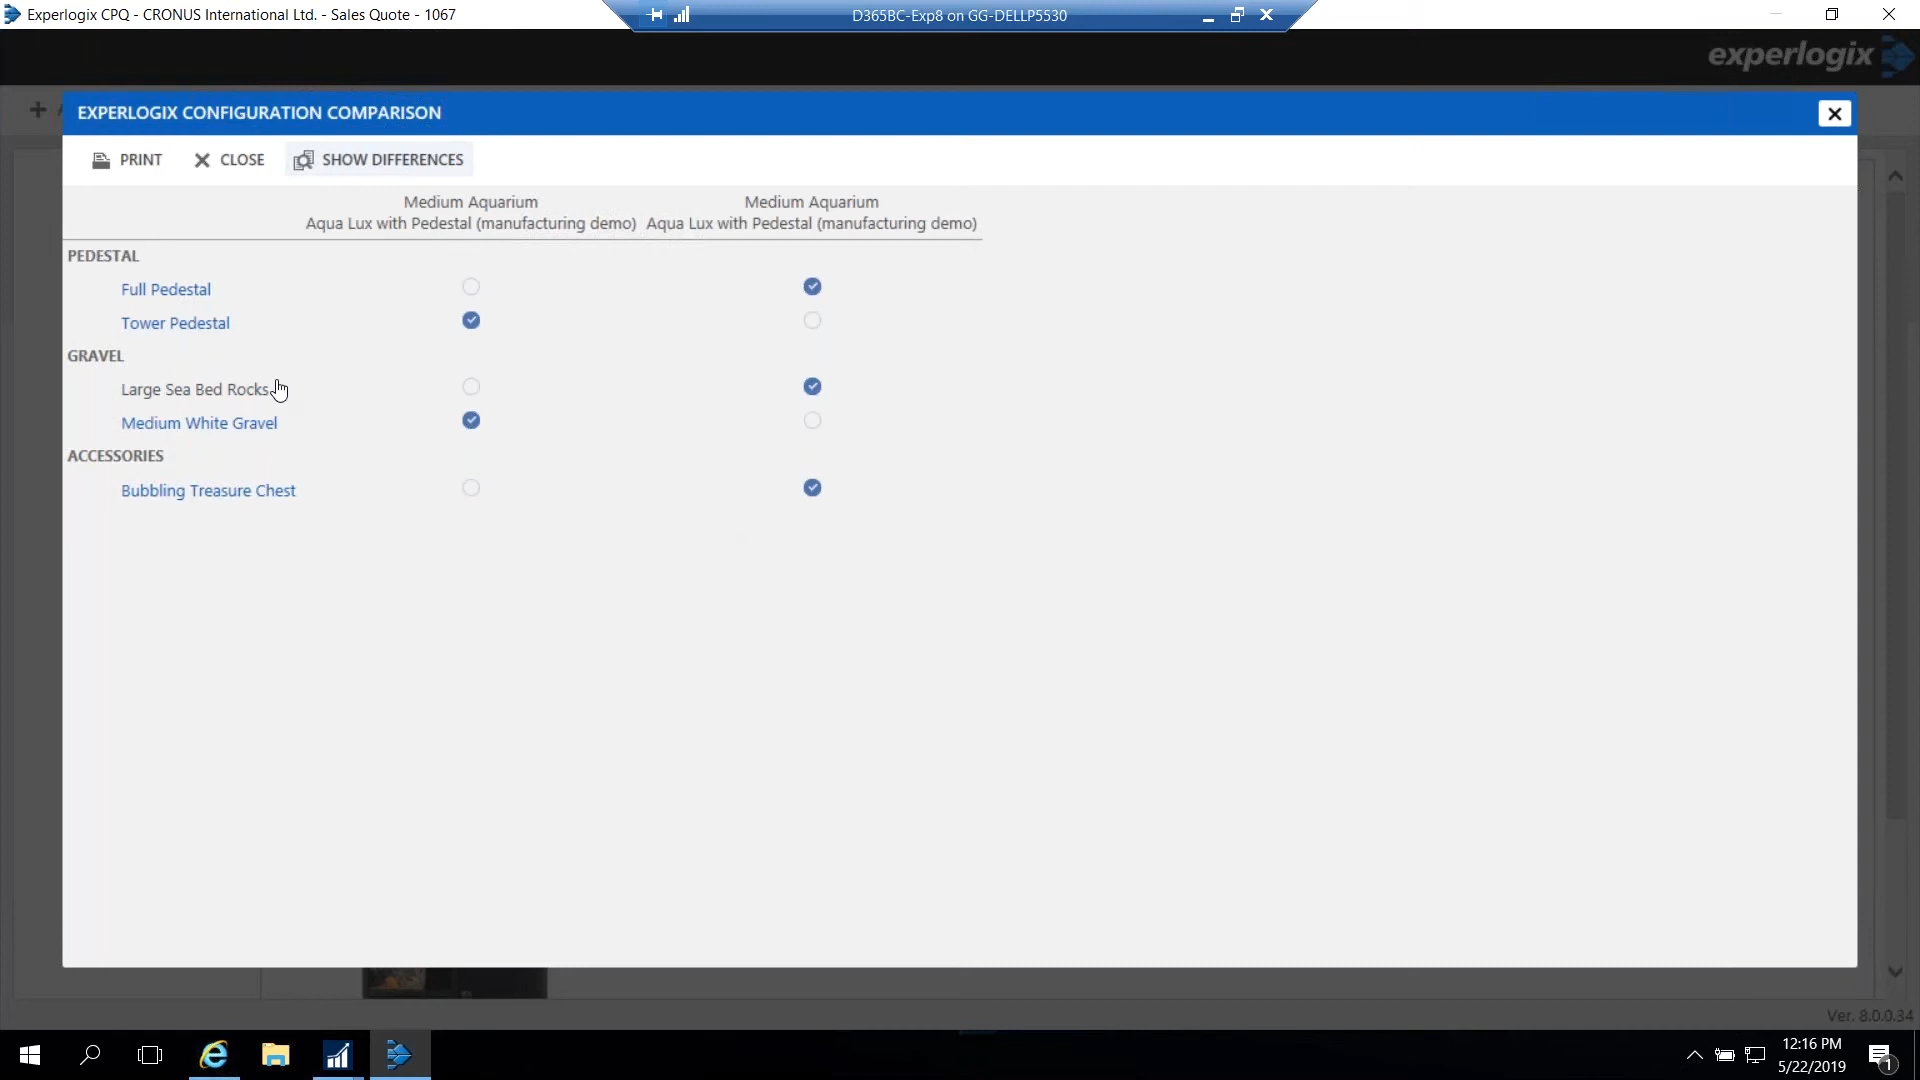 Experlogix CPQ - CRONUS International Ltd. - Sales Quote - 1067
D365BC-Exp8 on GG-DELLP5530
experlogix
EXPERLOGIX CONFIGURATION COMPARISON
PRINT CLOSE SHOW DIFFERENCES
Medium Aquarium Medium Aquarium
Aqua Lux with Pedestal (manufacturing demo) Aqua Lux with Pedestal (manufacturing demo)
PEDESTAL
Full Pedestal
Tower Pedestal
GRAVEL
Large Sea Bed Rocks
Medium White Gravel
ACCESSORIES
Bubbling Treasure Chest
Ver. 8.0.0.34
12:16 PM
5/22/2019
1